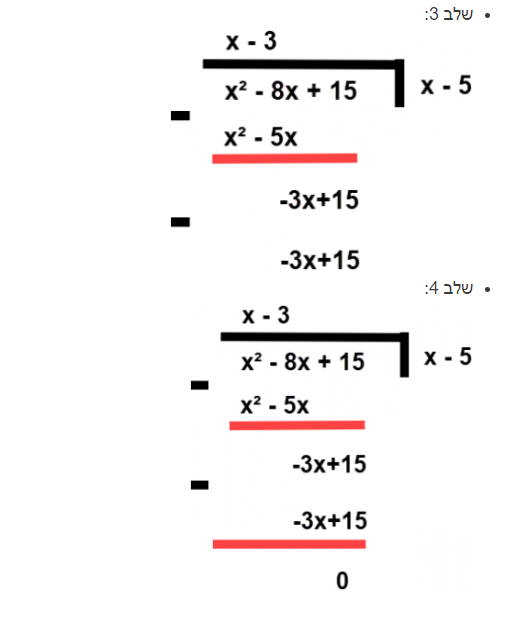 שלב 3:
x - 3
x² - 8x + 15 x - 5
-
x² - 5x
-3x+15
-
-3x+15
שלב 4:
x - 3
x² - 8x + 15 x - 5
-
x² - 5x
-3x+15
-
-3x+15
0